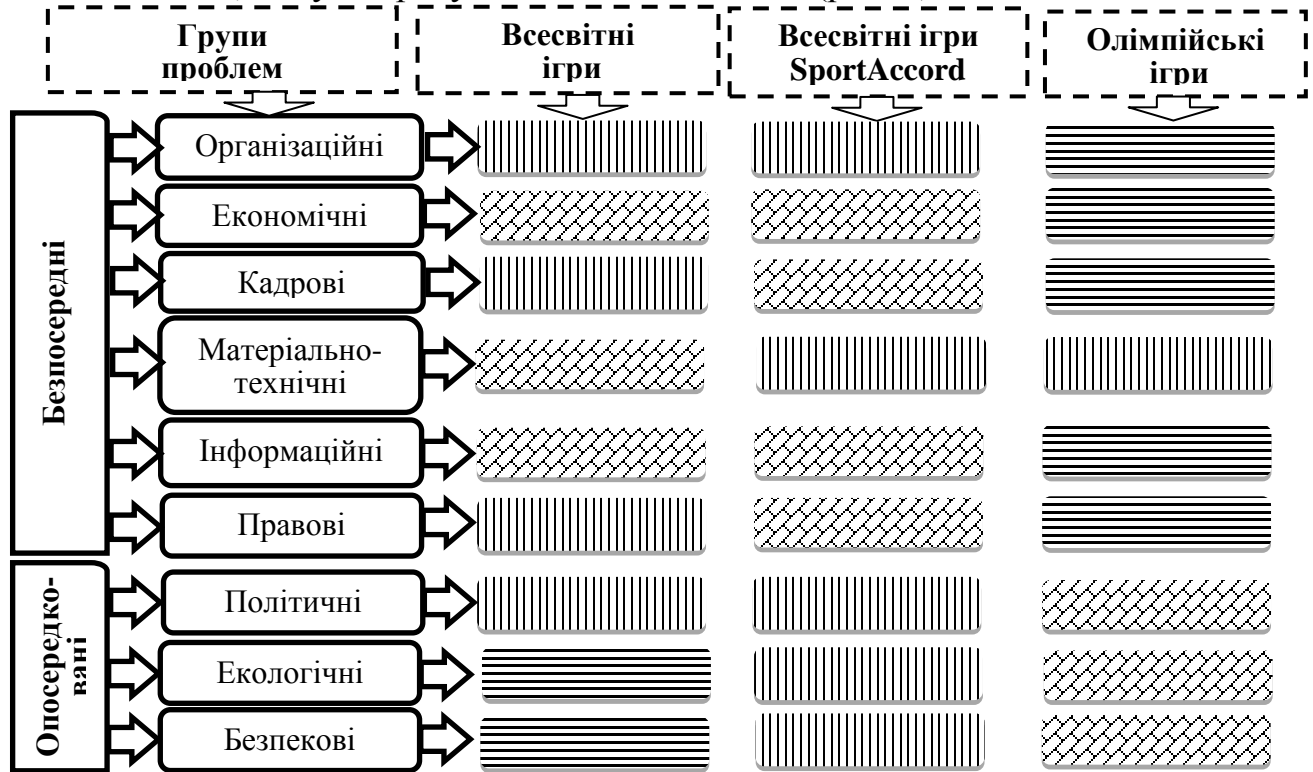 Групи
проблем
Всесвітні
ігри
Всесвітні ігри
SportAccord
Олімпійські
ігри
Безпосередні
Організаційні
Економічні
Кадрові
Матеріально-
технічні
Інформаційні
Правові
Опосередко-
вані
Політичні
Екологічні
Безпекові